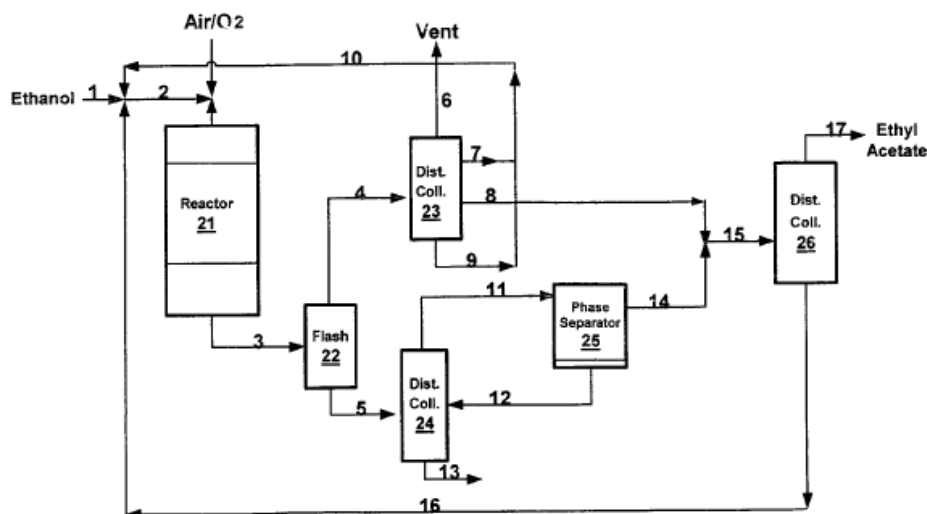 Air/O2
Vent
10
Ethanol
1
2
6
17
Ethyl
Acetate
7
4
Dist.
Coll.
23
8
Reactor
21
Dist.
Coll.
26
15
9
11
14
Phase
Separator
25
3
Flash
22
Dist.
Coll.
24
12
5
13
16